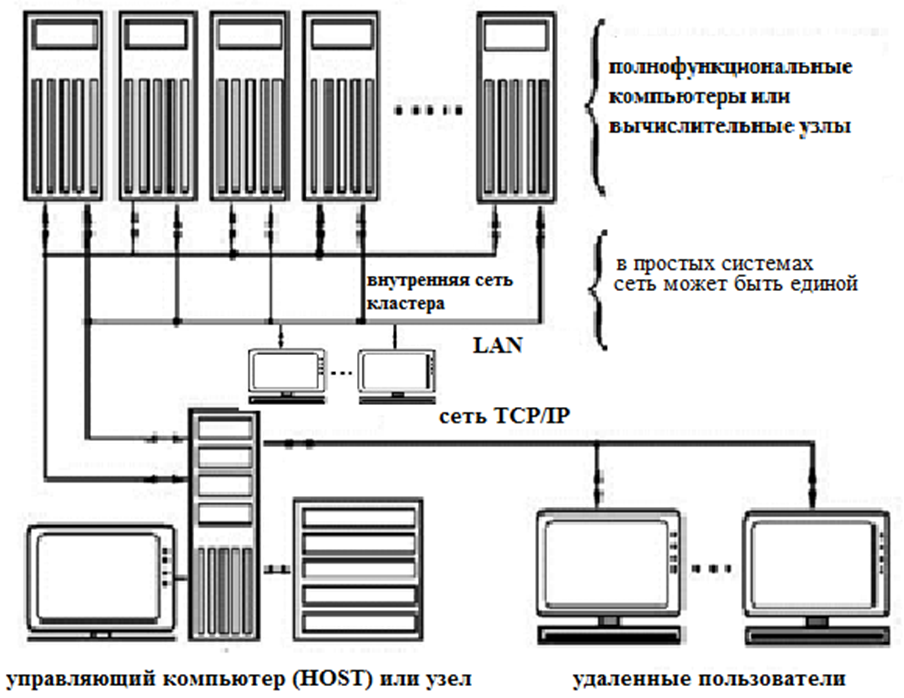 полнофункциональные
компьютеры или
вычислительные узлы
в простых системах
сеть может быть единой
внутренняя сеть
кластера
LAN
сеть TCP/IP
управляющий компьютер (HOST) или узел
удаленные пользователи